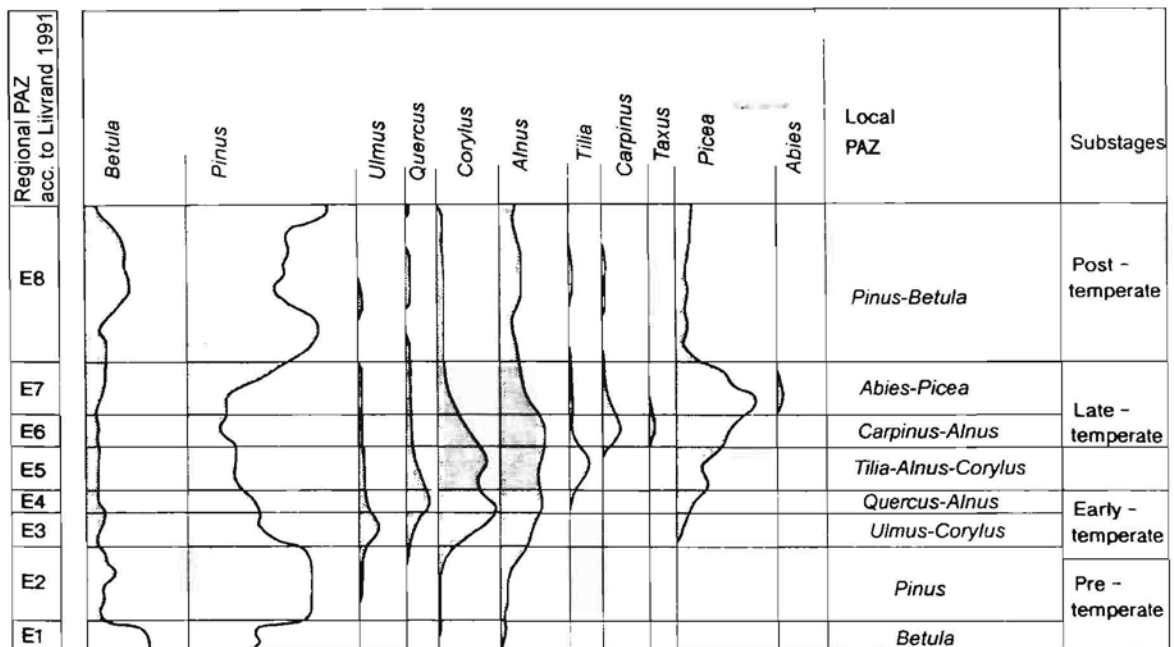 Regional PAZ
acc. to Liivrand 1991
Betula
Pinus
Ulmus
Quercus
Corylus
Alnus
Tilia
Carpinus
Taxus
Picea
Abies
Local
PAZ
Substages
E8
Pinus-Betula
Post -
temperate
E7
Abies-Picea
Late -
temperate
E6
Carpinus-Alnus
E5
Tilia-Alnus-Corylus
E4
Quercus-Alnus
Early -
temperate
E3
Ulmus-Corylus
E2
Pinus
Pre -
temperate
E1
Betula